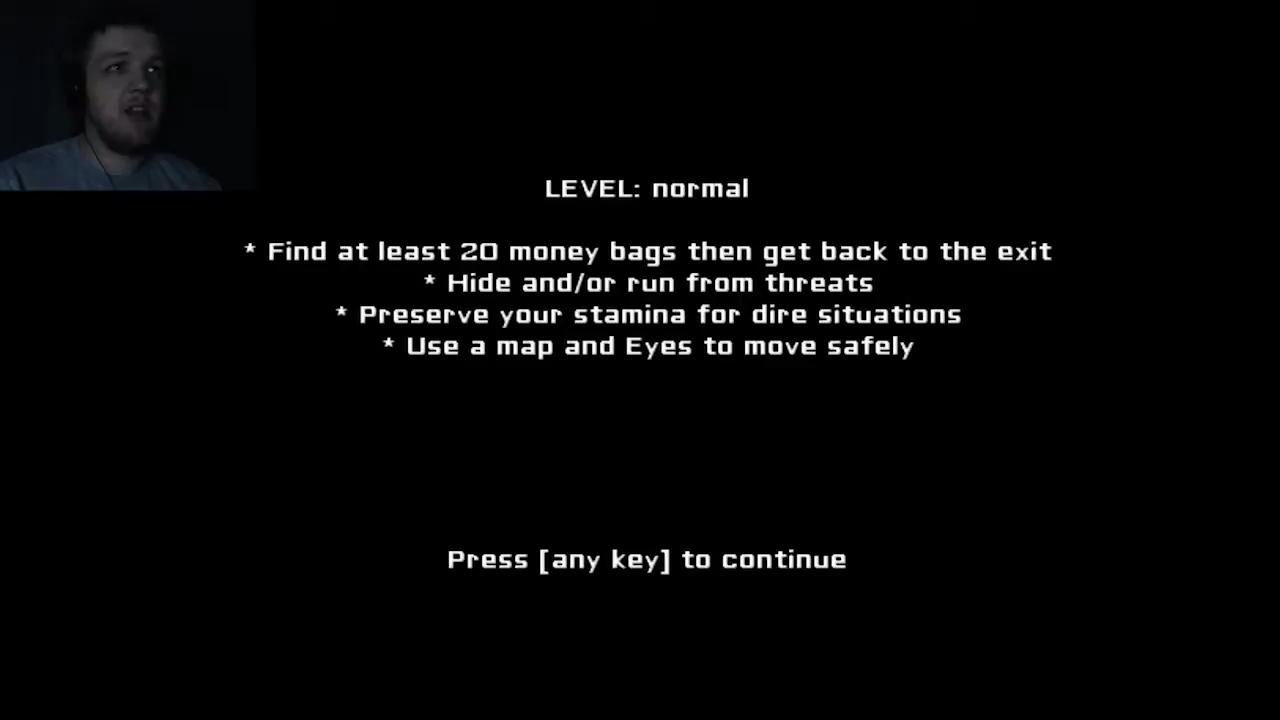 LEVEL: normal
* Find at least 20 money bags then get back to the exit
* Hide and/or run from threats
* Preserve your stamina for dire situations
* Use a map and Eyes to move safely
Press [any key] to continue